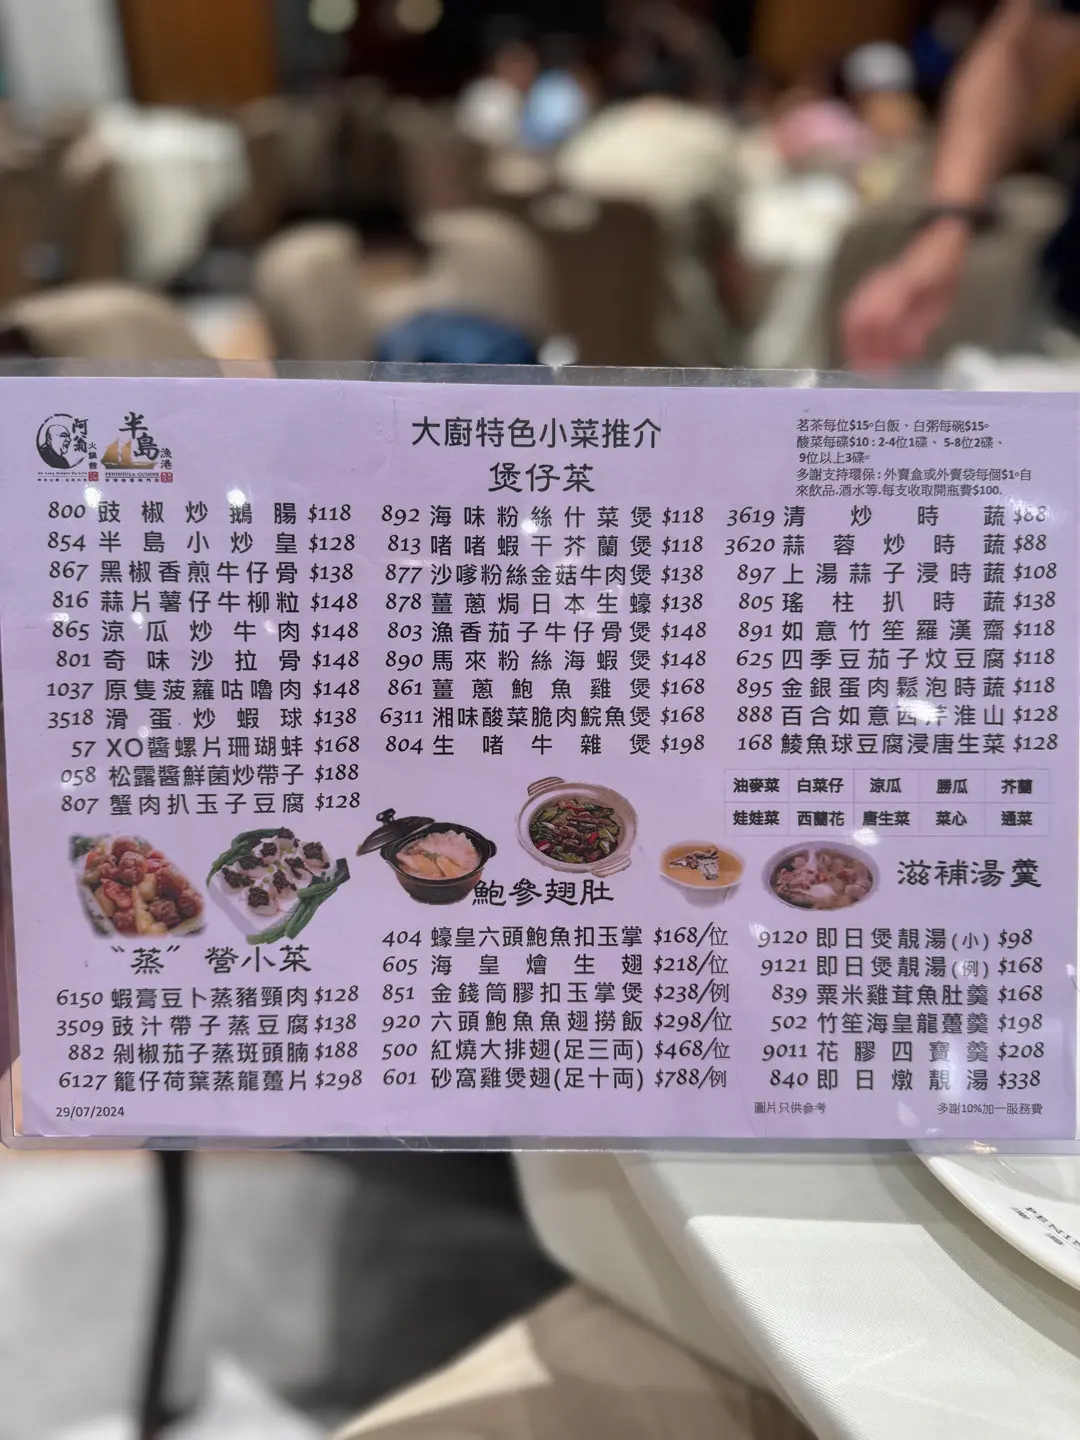 阿翁
火鍋館
半島
漁港
PENINSULA CUISINE
大廚特色小菜推介
煲仔菜
茗茶每位$15。白飯、白粥每碗$15。
酸菜每碟$10 : 2-4位1碟、 5-8位2碟、
9位以上3碟。
多謝支持環保 : 外賣盒或外賣袋每個$1。自
來飲品.酒水等.每支收取開瓶費$100.
800 豉椒炒鵝腸 $118
854 半島小炒皇 $128
867 黑椒香煎牛仔骨 $138
816 蒜片薯仔牛柳粒 $148
865 涼瓜炒牛肉 $148
801 奇味沙拉骨 $148
1037 原隻菠蘿咕嚕肉 $148
3518 滑蛋炒蝦球 $138
57 XO醬螺片珊瑚蚌 $168
058 松露醬鮮菌炒帶子 $188
807 蟹肉扒玉子豆腐 $128
892 海味粉絲什菜煲 $118
813 啫啫蝦干芥蘭煲 $118
877 沙嗲粉絲金菇牛肉煲 $138
878 薑蔥焗日本生蠔 $138
803 漁香茄子牛仔骨煲 $148
890 馬來粉絲海蝦煲 $148
861 薑蔥鮑魚雞煲 $168
6311 湘味酸菜脆肉鯇魚煲 $168
804 生啫牛雜煲 $198
3619 清炒時蔬 $88
3620 蒜蓉炒時蔬 $88
897 上湯蒜子浸時蔬 $108
805 瑤柱扒時蔬 $138
891 如意竹笙羅漢齋 $118
625 四季豆茄子炆豆腐 $118
895 金銀蛋肉鬆泡時蔬 $118
888 百合如意西芹淮山 $128
168 鯪魚球豆腐浸唐生菜 $128
油麥菜 白菜仔 涼瓜 勝瓜 芥蘭
娃娃菜 西蘭花 唐生菜 菜心 通菜
“蒸” 營小菜
6150 蝦膏豆卜蒸豬頸肉 $128
3509 豉汁帶子蒸豆腐 $138
882 剁椒茄子蒸斑頭腩 $188
6127 籠仔荷葉蒸龍躉片 $298
鮑參翅肚
404 蠔皇六頭鮑魚扣玉掌 $168/位
605 海皇燴生翅 $218/位
851 金錢筒膠扣玉掌煲 $238/例
920 六頭鮑魚魚翅撈飯 $298/位
500 紅燒大排翅(足三両) $468/位
601 砂窩雞煲翅(足十両) $788/例
滋補湯羹
9120 即日煲靚湯(小) $98
9121 即日煲靚湯(例) $168
839 粟米雞茸魚肚羹 $168
502 竹笙海皇龍躉羹 $198
9011 花膠四寶羹 $208
840 即日燉靚湯 $338
29/07/2024
圖片只供參考
多謝10%加一服務費
PENIN